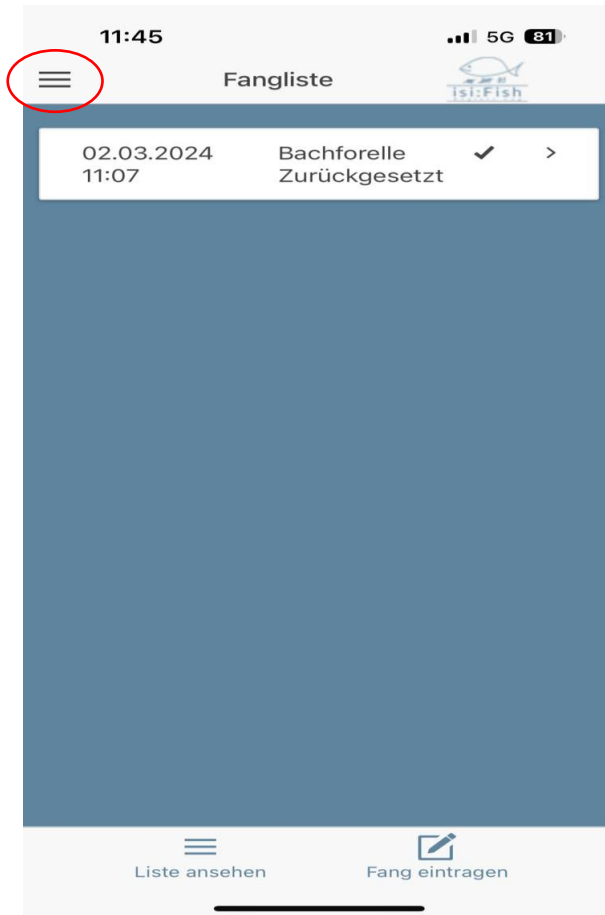 11:45 5G 81
Fangliste
isi:Fish
02.03.2024 Bachforelle
11:07 Zurückgesetzt
Liste ansehen Fang eintragen